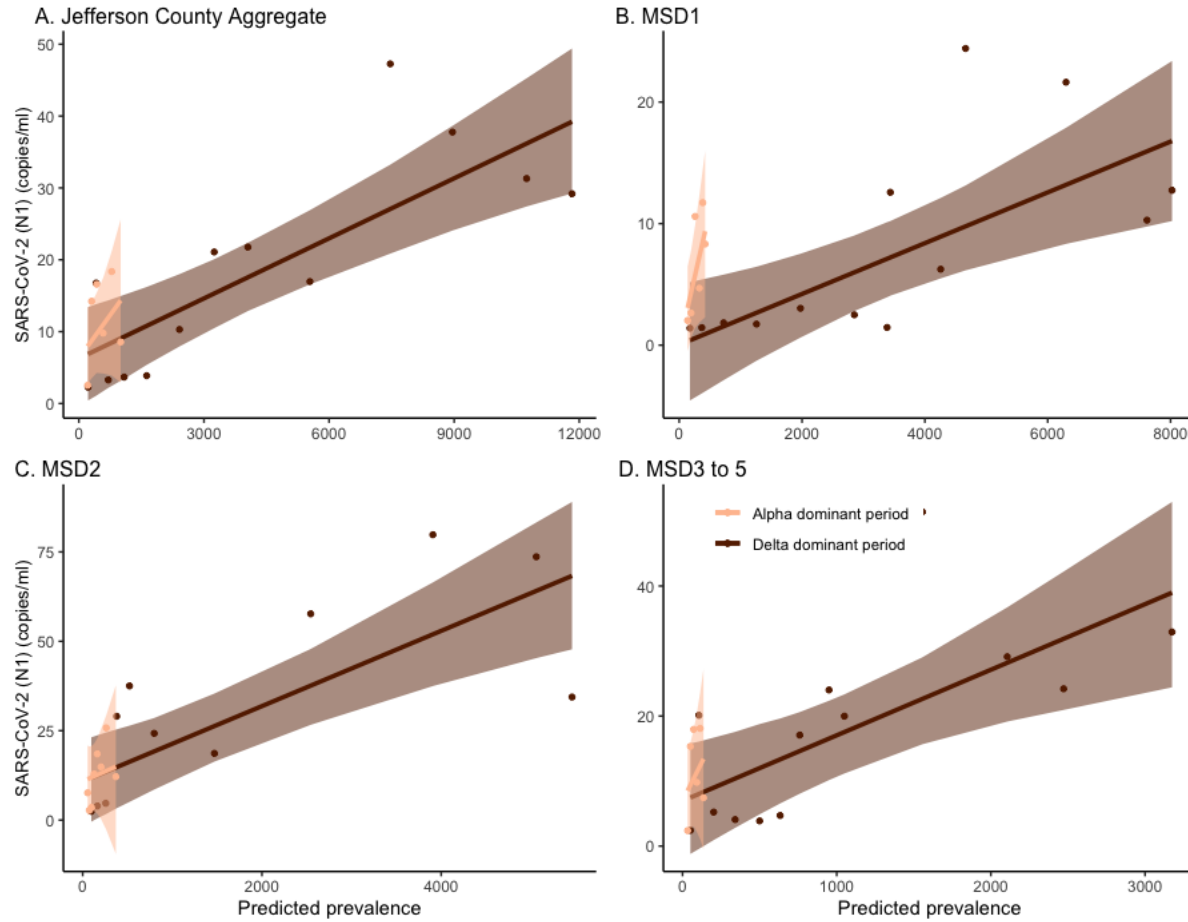 A. Jefferson County Aggregate
B. MSD1
SARS-CoV-2 (N1) (copies/ml)
50
40
30
20
10
0
0 3000 6000 9000 12000
20
10
0
0 2000 4000 6000 8000
C. MSD2
D. MSD3 to 5
SARS-CoV-2 (N1) (copies/ml)
75
50
25
0
0 2000 4000
Predicted prevalence
Alpha dominant period
Delta dominant period
40
20
0
0 1000 2000 3000
Predicted prevalence